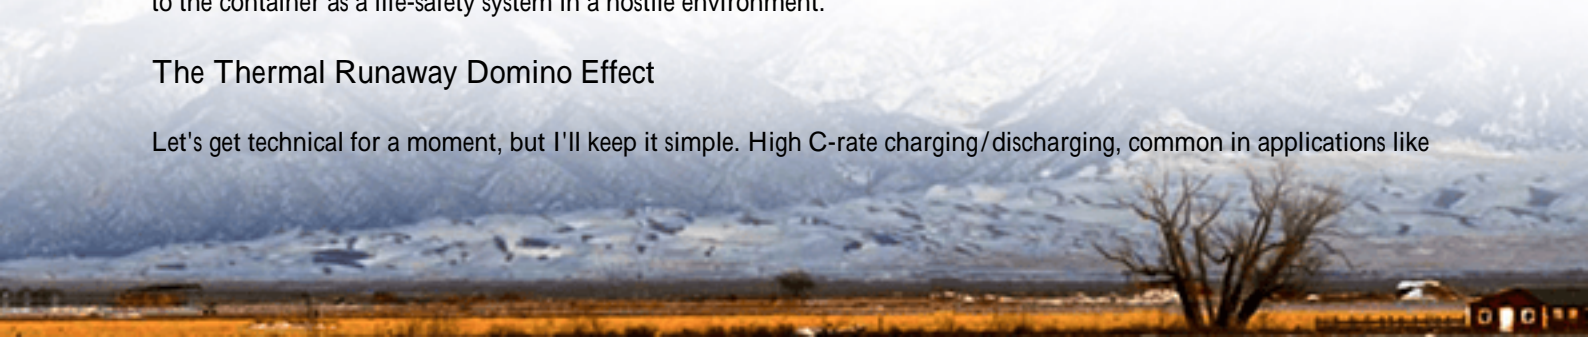 to the container as a life-safety system in a hostile environment.
The Thermal Runaway Domino Effect
Let's get technical for a moment, but I'll keep it simple. High C-rate charging/discharging, common in applications like